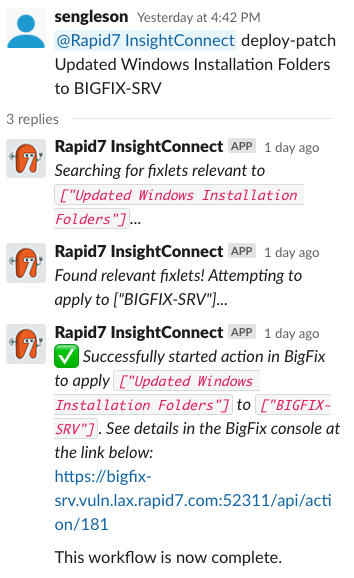 sengleson Yesterday at 4:42 PM
@Rapid7 InsightConnect deploy-patch
Updated Windows Installation Folders
to BIGFIX-SRV
3 replies
Rapid7 InsightConnect APP 1 day ago
Searching for fixlets relevant to
["Updated Windows Installation
Folders"]...
Rapid7 InsightConnect APP 1 day ago
Found relevant fixlets! Attempting to
apply to ["BIGFIX-SRV"]...
Rapid7 InsightConnect APP 1 day ago
✅ Successfully started action in BigFix
to apply ["Updated Windows
Installation Folders"] to ["BIGFIX-
SRV"]. See details in the BigFix console at
the link below:
https://bigfix-
srv.vuln.lax.rapid7.com:52311/api/acti
on/181
This workflow is now complete.